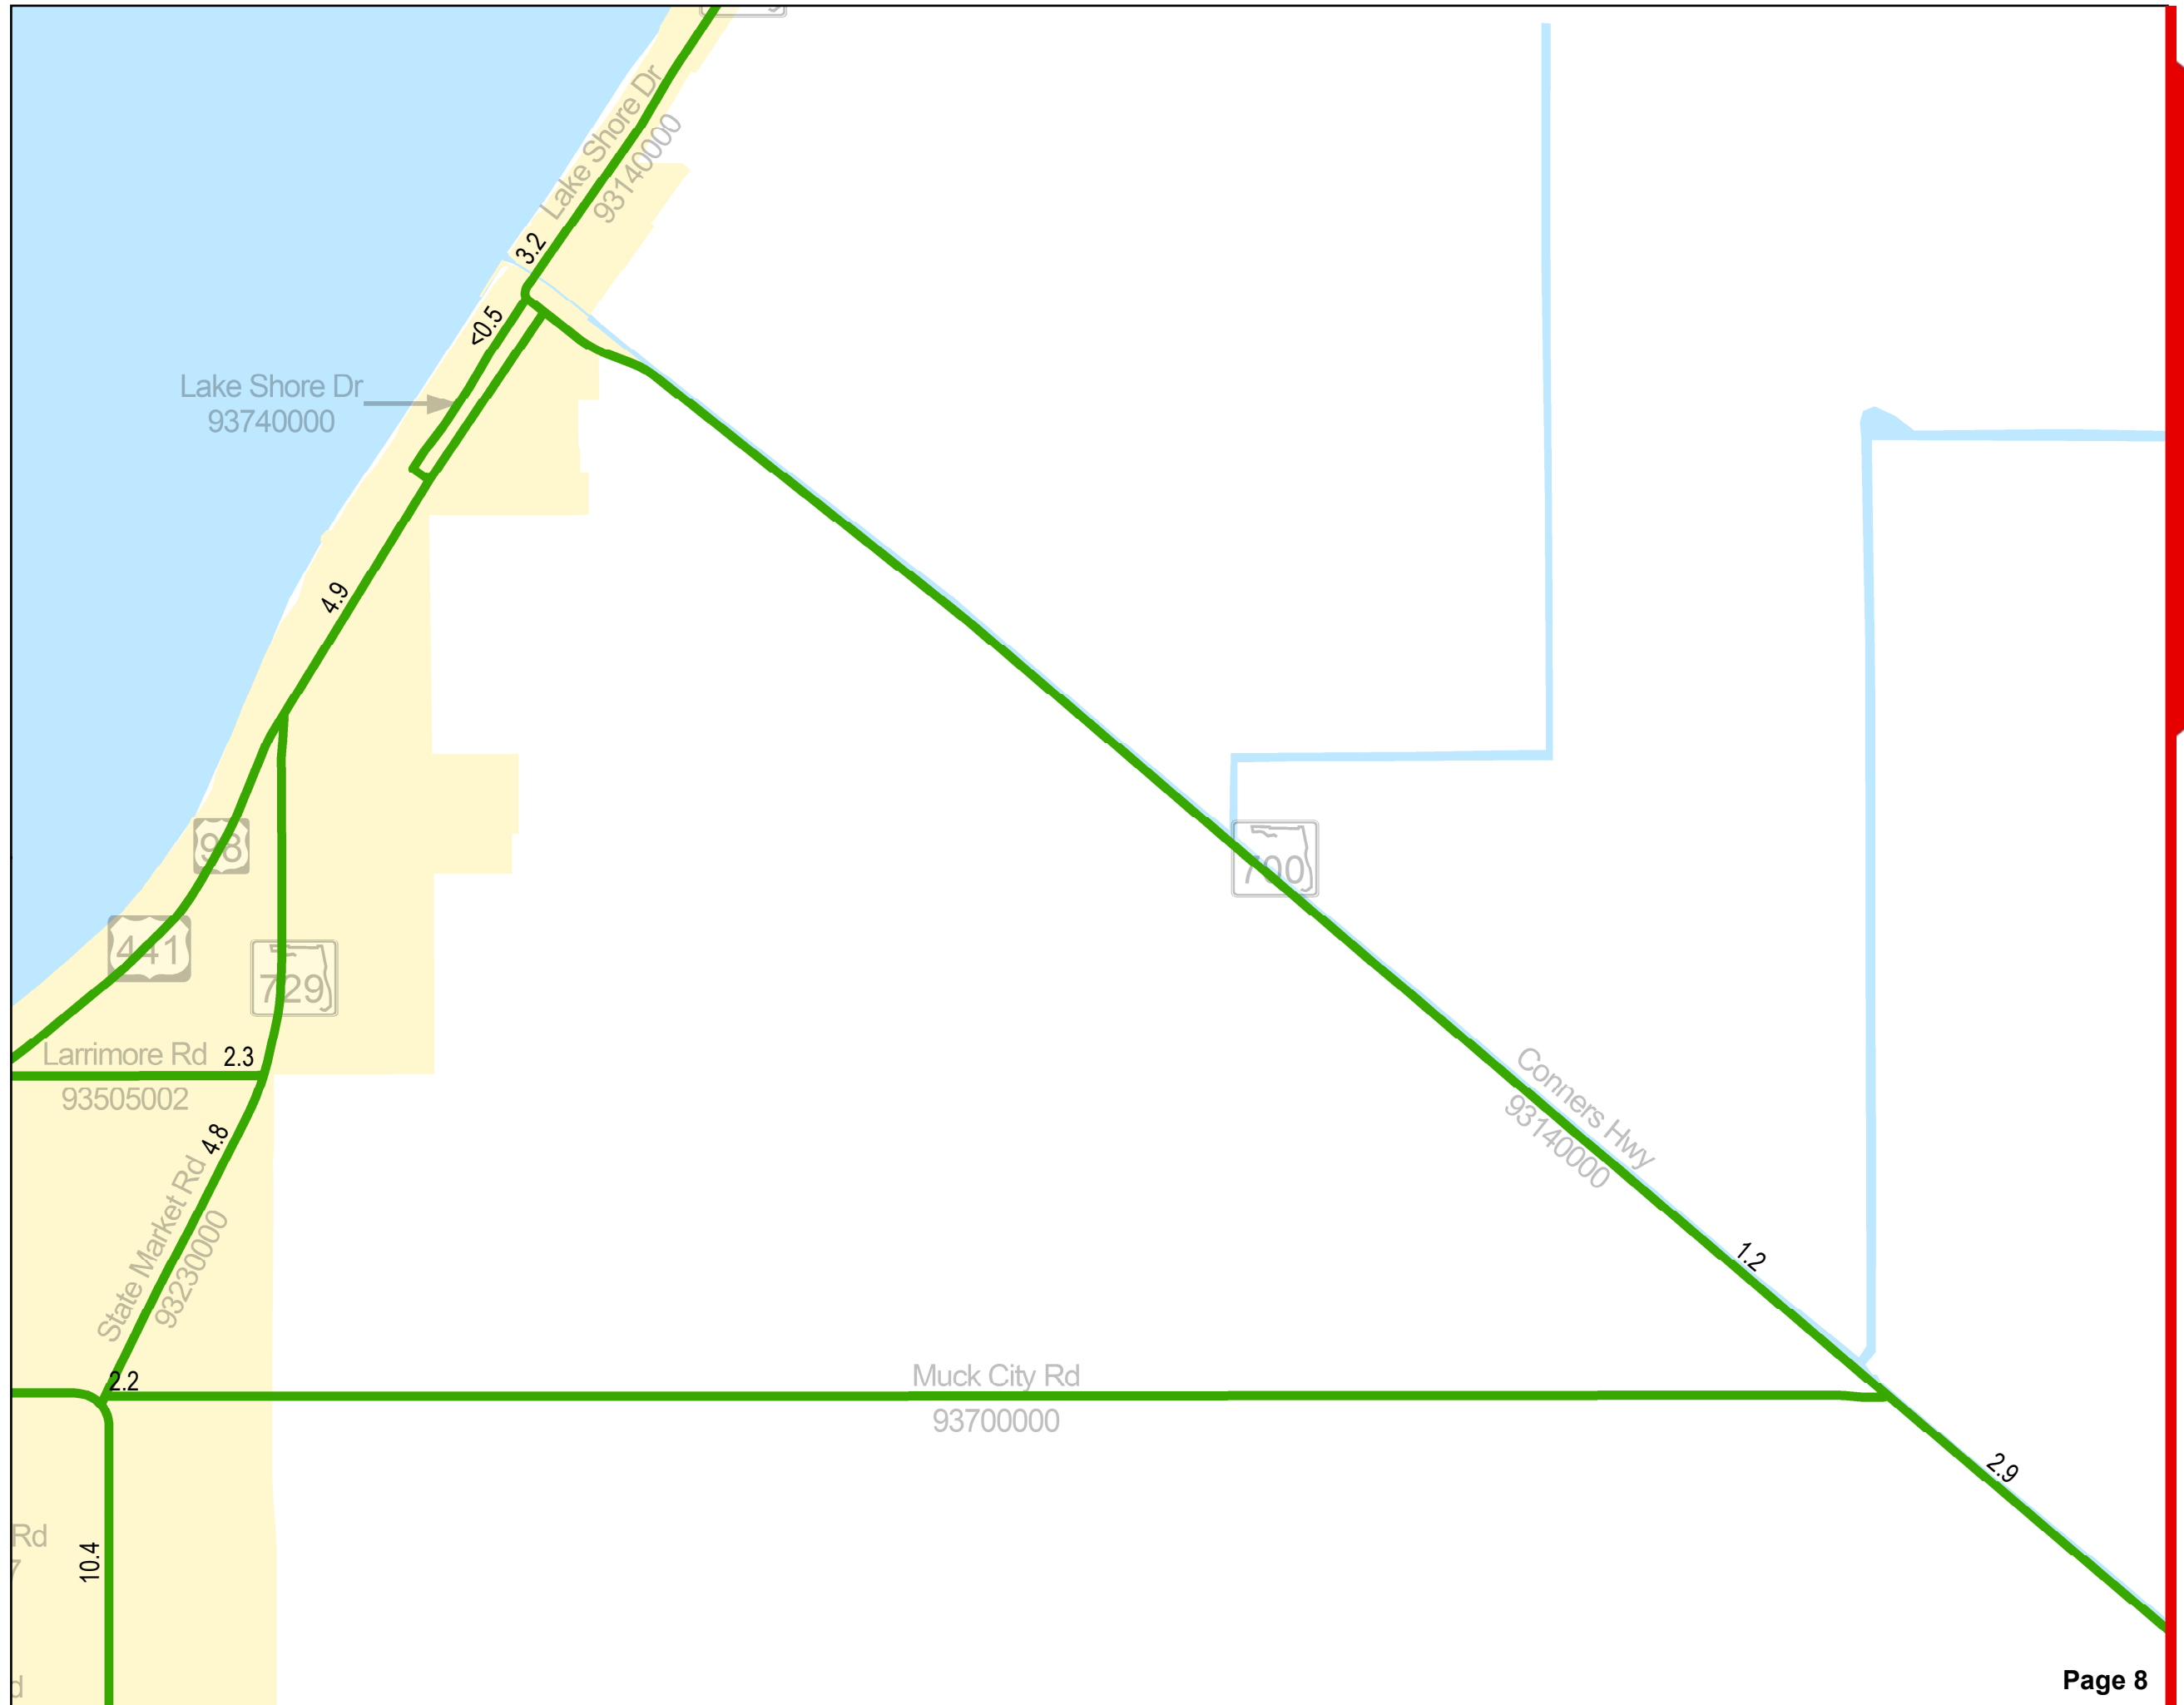 Lake Shore Dr
93140000
3.2
<0.5
Lake Shore Dr
93740000
4.9
98
700
441
729
Larrimore Rd
2.3
93505002
Conners Hwy
93140000
4.8
State Market Rd
93230000
1.2
2.2
Muck City Rd
93700000
2.9
Rd
7
10.4
d
Page 8